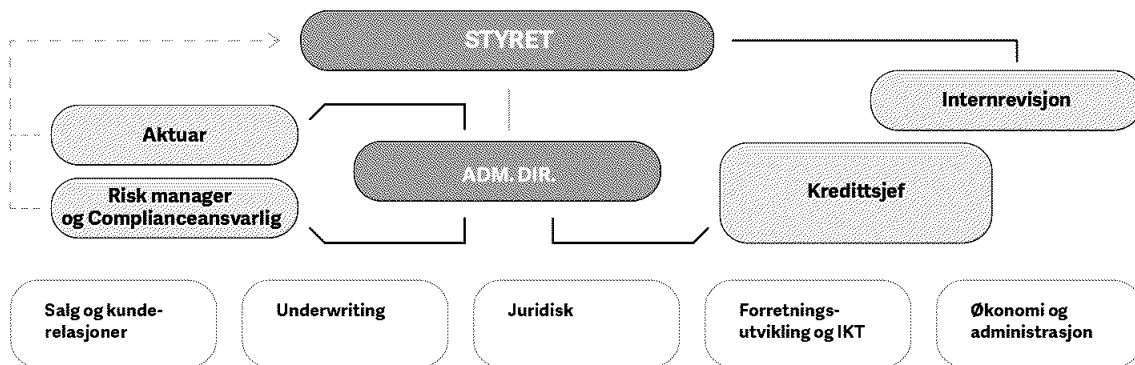 STYRET
Internrevisjon
Aktuar
ADM. DIR.
Kredittsjef
Risk manager
og Complianceansvarlig
Salg og kunde-
relasjoner
Underwriting
Juridisk
Forretnings-
utvikling og IKT
Økonomi og
administrasjon